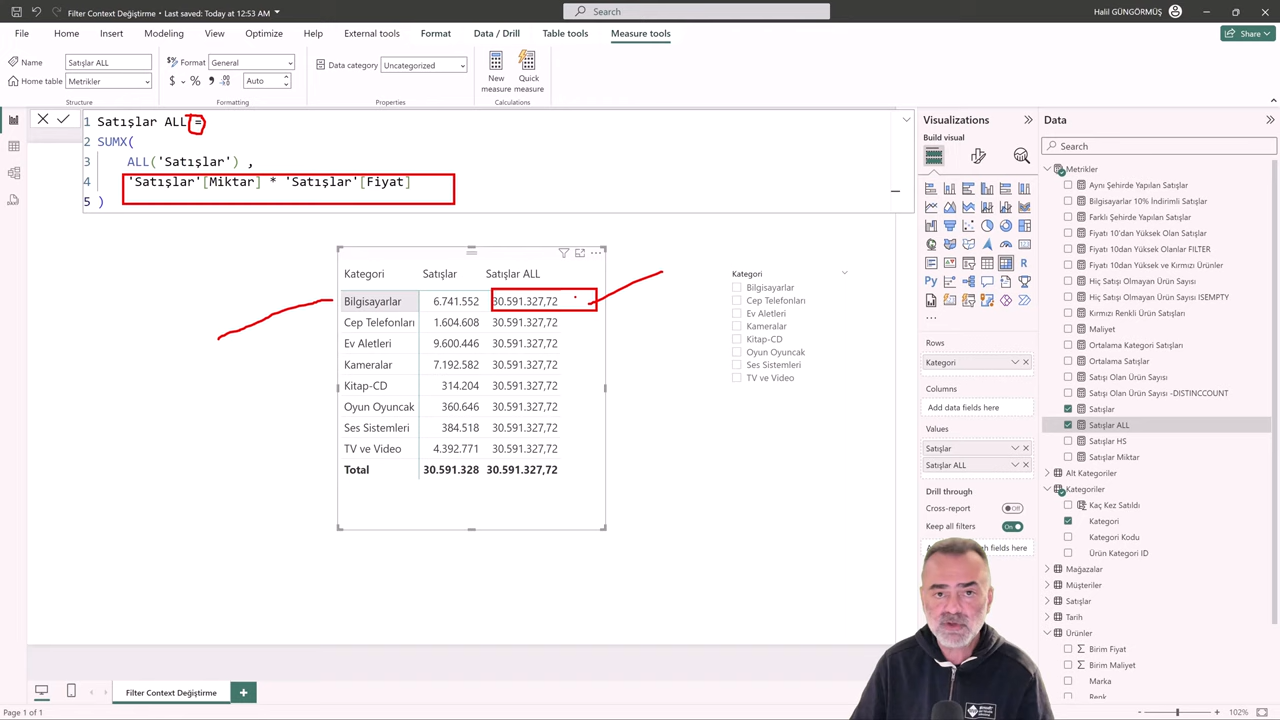 Filter Context Değiştirme • Last saved: Today at 12:53 AM
Search
Halil GÜNGÖRMÜŞ
File Home Insert Modeling View Optimize Help External tools Format Data / Drill Table tools Measure tools
Share
Name Satışlar ALL
Format General
Data category Uncategorized
Home table Metrikler
$ % Auto
New measure
Quick measure
Structure Formatting Properties Calculations
1 Satışlar ALL =
2 SUMX(
3 ALL('Satışlar') ,
4 'Satışlar'[Miktar] * 'Satışlar'[Fiyat]
5 )
Kategori Satışlar Satışlar ALL
Bilgisayarlar 6.741.552 30.591.327,72
Cep Telefonları 1.604.608 30.591.327,72
Ev Aletleri 9.600.446 30.591.327,72
Kameralar 7.192.582 30.591.327,72
Kitap-CD 314.204 30.591.327,72
Oyun Oyuncak 360.646 30.591.327,72
Ses Sistemleri 384.518 30.591.327,72
TV ve Video 4.392.771 30.591.327,72
Total 30.591.328 30.591.327,72
Kategori
Bilgisayarlar
Cep Telefonları
Ev Aletleri
Kameralar
Kitap-CD
Oyun Oyuncak
Ses Sistemleri
TV ve Video
Visualizations
Build visual
Rows
Kategori
Columns
Add data fields here
Values
Satışlar
Satışlar ALL
Drill through
Cross-report Off
Keep all filters On
fields here
Data
Search
Metrikler
Aynı Şehirde Yapılan Satışlar
Bilgisayarlar 10% İndirimli Satışlar
Farklı Şehirde Yapılan Satışlar
Fiyatı 10'dan Yüksek Olan Satışlar
Fiyatı 10dan Yüksek Olanlar FILTER
Fiyatı 10dan Yüksek ve Kırmızı Ürünler
Hiç Satışı Olmayan Ürün Sayısı
Hiç Satışı Olmayan Ürün Sayısı ISEMPTY
Kırmızı Renkli Ürün Satışları
Maliyet
Ortalama Kategori Satışları
Ortalama Satışlar
Satışı Olan Ürün Sayısı
Satışı Olan Ürün Sayısı -DISTINCCOUNT
Satışlar
Satışlar ALL
Satışlar HS
Satışlar Miktar
Alt Kategoriler
Kategoriler
Kaç Kez Satıldı
Kategori
Kategori Kodu
Ürün Kategori ID
Mağazalar
Müşteriler
Satışlar
Tarih
Ürünler
Birim Fiyat
Birim Maliyet
Marka
Renk
Filter Context Değiştirme
Page 1 of 1
102%